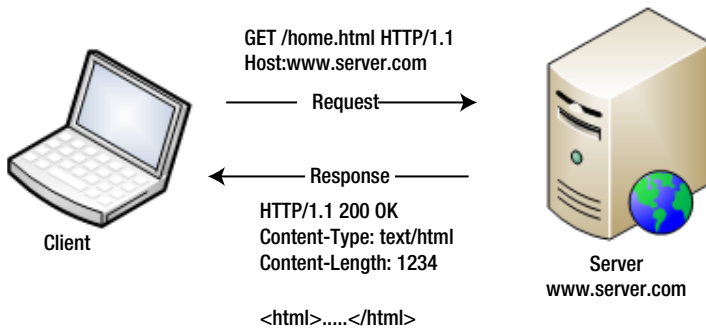 GET /home.html HTTP/1.1
Host:www.server.com
Request
Response
HTTP/1.1 200 OK
Content-Type: text/html
Content-Length: 1234
<html>.....</html>
Client
Server
www.server.com